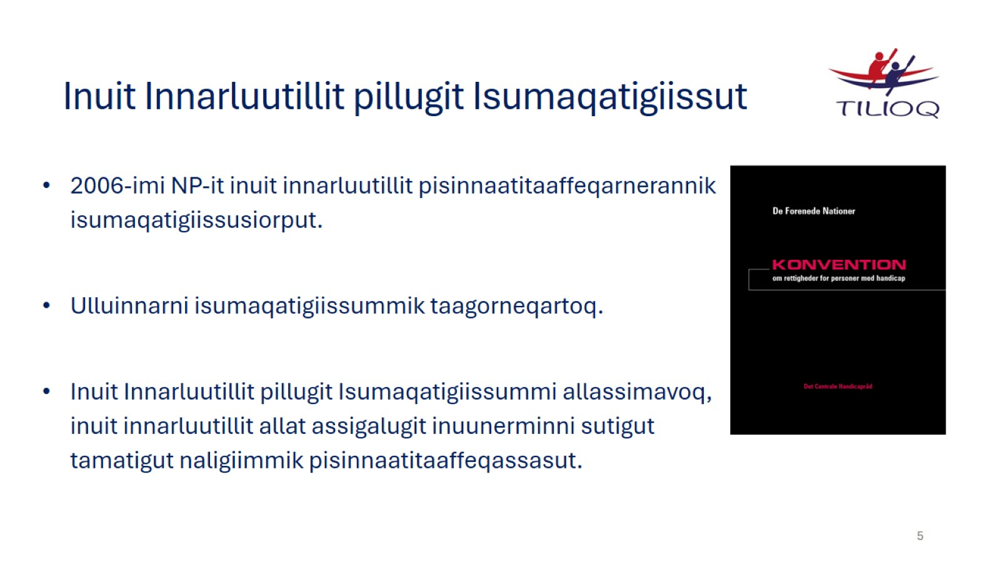 Inuit Innarluutillit pillugit Isumaqatigiissut
TILIOQ
• 2006-imi NP-it inuit innarluutillit pisinnaatitaaffeqarnerannik
isumaqatigiissusiorput.
• Ulluinnarni isumaqatigiissummik taagorneqartoq.
• Inuit Innarluutillit pillugit Isumaqatigiissummi allassimavoq,
inuit innarluutillit allat assigalugit inuunerminni sutigut
tamatigut naligiimmik pisinnaatitaaffeqassasut.
De Forenede Nationer
KONVENTION
om rettigheder for personer med handicap
Det Centrale Handicapråd
5